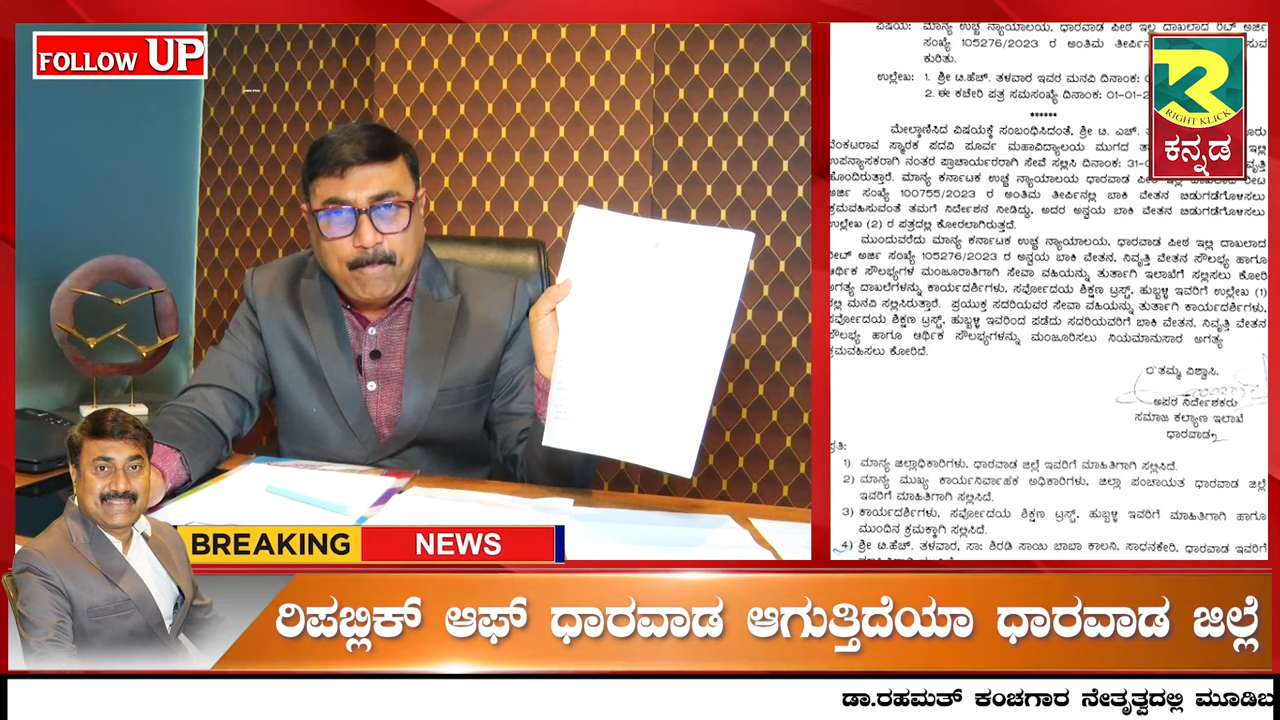 FOLLOW UP
ವಿಷಯ: ಮಾನ್ಯ ಉಚ್ಚ ನ್ಯಾಯಾಲಯ, ಧಾರವಾಡ ಪೀಠ ಇಲ್ಲಿ ದಾಖಲಾದ ರಿಟ್ ಅರ್ಜಿ
ಸಂಖ್ಯೆ 105276/2023 ರ ಅಂತಿಮ ತೀರ್ಪಿನ
ಕುರಿತು.
ಉಲ್ಲೇಖ: 1. ಶ್ರೀ ಟಿ.ಹೆಚ್. ತಳವಾರ ಇವರ ಮನವಿ ದಿನಾಂಕ:
2. ಈ ಕಚೇರಿ ಪತ್ರ ಸಮಸಂಖ್ಯೆ ದಿನಾಂಕ: 01-01-2
******
ಮೇಲ್ಕಾಣಿಸಿದ ವಿಷಯಕ್ಕೆ ಸಂಬಂಧಿಸಿದಂತೆ, ಶ್ರೀ ಟಿ. ಎಚ್.
ವೆಂಕಟರಾವ ಸ್ಮಾರಕ ಪದವಿ ಪೂರ್ವ ಮಹಾವಿದ್ಯಾಲಯ ಮುಗದ ಇಲ್ಲಿ
ಉಪನ್ಯಾಸಕರಾಗಿ ನಂತರ ಪ್ರಾಚಾರ್ಯರರಾಗಿ ಸೇವೆ ಸಲ್ಲಿಸಿ ದಿನಾಂಕ: 31-
ಹೊಂದಿರುತ್ತಾರೆ. ಮಾನ್ಯ ಕರ್ನಾಟಕ ಉಚ್ಚ ನ್ಯಾಯಾಲಯ ಧಾರವಾಡ ಪೀಠ
ಅರ್ಜಿ ಸಂಖ್ಯೆ 100755/2023 ರ ಅಂತಿಮ ತೀರ್ಪಿನಲ್ಲಿ ಬಾಕಿ ವೇತನ ಬಿಡುಗಡೆಗೊಳಿಸಲು
ಕ್ರಮವಹಿಸುವಂತೆ ತಮಗೆ ನಿರ್ದೇಶನ ನೀಡಿದ್ದು, ಅದರ ಅನ್ವಯ ಬಾಕಿ ವೇತನ ಬಿಡುಗಡೆಗೊಳಿಸಲು
ಉಲ್ಲೇಖ (2) ರ ಪತ್ರದಲ್ಲಿ ಕೋರಲಾಗಿರುತ್ತದೆ.
ಮುಂದುವರೆದು ಮಾನ್ಯ ಕರ್ನಾಟಕ ಉಚ್ಚ ನ್ಯಾಯಾಲಯ, ಧಾರವಾಡ ಪೀಠ ಇಲ್ಲಿ ದಾಖಲಾದ
ರೀಟ್ ಅರ್ಜಿ ಸಂಖ್ಯೆ 105276/2023 ರ ಅನ್ವಯ ಬಾಕಿ ವೇತನ, ನಿವೃತ್ತಿ ವೇತನ ಸೌಲಭ್ಯ ಹಾಗೂ
ಆರ್ಥಿಕ ಸೌಲಭ್ಯಗಳ ಮಂಜೂರಾತಿಗಾಗಿ ಸೇವಾ ವಹಿಯನ್ನು ತುರ್ತಾಗಿ ಇಲಾಖೆಗೆ ಸಲ್ಲಿಸಲು ಕೋರಿ
ಅಗತ್ಯ ದಾಖಲೆಗಳನ್ನು ಕಾರ್ಯದರ್ಶಿಗಳು, ಸರ್ವೋದಯ ಶಿಕ್ಷಣ ಟ್ರಸ್ಟ್, ಹುಬ್ಬಳ್ಳಿ ಇವರಿಗೆ ಉಲ್ಲೇಖ (1)
ರಲ್ಲಿ ಮನವಿ ಸಲ್ಲಿಸಿರುತ್ತಾರೆ. ಪ್ರಯುಕ್ತ ಸದರಿಯವರ ಸೇವಾ ವಹಿಯನ್ನು ತುರ್ತಾಗಿ ಕಾರ್ಯದರ್ಶಿಗಳು,
ಸರ್ವೋದಯ ಶಿಕ್ಷಣ ಟ್ರಸ್ಟ್, ಹುಬ್ಬಳ್ಳಿ ಇವರಿಂದ ಪಡೆದು ಸದರಿಯವರಿಗೆ ಬಾಕಿ ವೇತನ, ನಿವೃತ್ತಿ ವೇತನ
ಸೌಲಭ್ಯ ಹಾಗೂ ಆರ್ಥಿಕ ಸೌಲಭ್ಯಗಳನ್ನು ಮಂಜೂರಿಸಲು ನಿಯಮಾನುಸಾರ ಅಗತ್ಯ
ಕ್ರಮವಹಿಸಲು ಕೋರಿದೆ.
ತಮ್ಮ ವಿಶ್ವಾಸಿ,
ಅಪರ ನಿರ್ದೇಶಕರು
ಸಮಾಜ ಕಲ್ಯಾಣ ಇಲಾಖೆ
ಧಾರವಾಡ
ಪ್ರತಿ:
1) ಮಾನ್ಯ ಜಿಲ್ಲಾಧಿಕಾರಿಗಳು, ಧಾರವಾಡ ಜಿಲ್ಲೆ ಇವರಿಗೆ ಮಾಹಿತಿಗಾಗಿ ಸಲ್ಲಿಸಿದೆ.
2) ಮಾನ್ಯ ಮುಖ್ಯ ಕಾರ್ಯನಿರ್ವಾಹಕ ಅಧಿಕಾರಿಗಳು, ಜಿಲ್ಲಾ ಪಂಚಾಯತ ಧಾರವಾಡ ಜಿಲ್ಲೆ
ಇವರಿಗೆ ಮಾಹಿತಿಗಾಗಿ ಸಲ್ಲಿಸಿದೆ.
3) ಕಾರ್ಯದರ್ಶಿಗಳು, ಸರ್ವೋದಯ ಶಿಕ್ಷಣ ಟ್ರಸ್ಟ್, ಹುಬ್ಬಳ್ಳಿ ಇವರಿಗೆ ಮಾಹಿತಿಗಾಗಿ ಹಾಗೂ
ಮುಂದಿನ ಕ್ರಮಕ್ಕಾಗಿ ಸಲ್ಲಿಸಿದೆ.
4) ಶ್ರೀ ಟಿ.ಹೆಚ್. ತಳವಾರ, ಸಾ: ಶಿರಡಿ ಸಾಯಿ ಬಾಬಾ ಕಾಲನಿ, ಸಾಧನಕೇರಿ, ಧಾರವಾಡ ಇವರಿಗೆ
RIGHT KLICK
ಕನ್ನಡ
BREAKING NEWS
ರಿಪಬ್ಲಿಕ್ ಆಫ್ ಧಾರವಾಡ ಆಗುತ್ತಿದೆಯಾ ಧಾರವಾಡ ಜಿಲ್ಲೆ
ಡಾ.ರಹಮತ್ ಕಂಚಗಾರ ನೇತೃತ್ವದಲ್ಲಿ ಮೂಡಿಬ